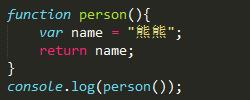 function person(){
    var name = "熊熊";
    return name;
}
console.log(person());